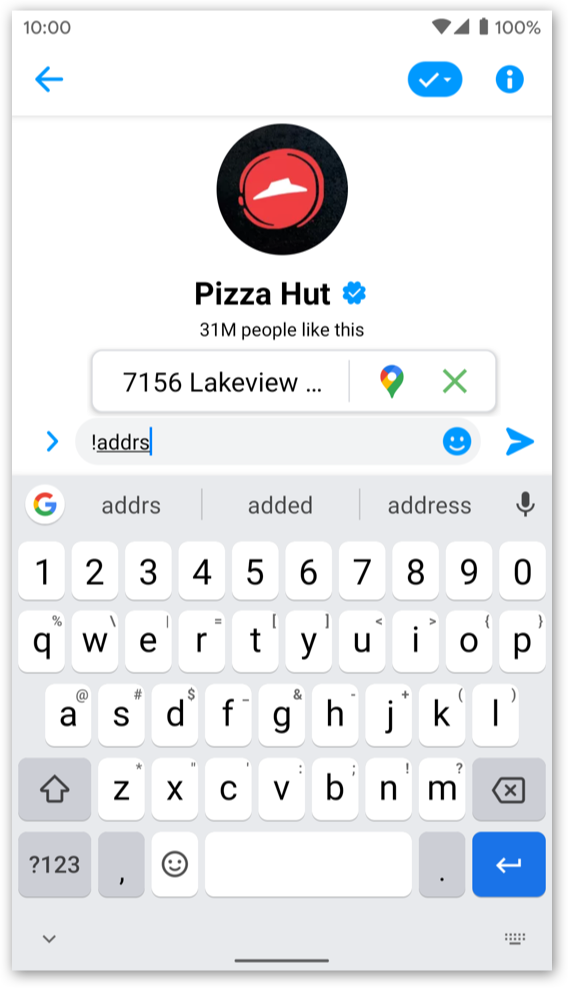 10:00 100%
Pizza Hut
31M people like this
7156 Lakeview ...
!addrs
addrs added address
1 2 3 4 5 6 7 8 9 0
% \ | = [ ] < > { }
q w e r t y u i o p
@ # $ _ & - + ( )
a s d f g h j k l
* " ' : ; ! ?
z x c v b n m
?123 , .